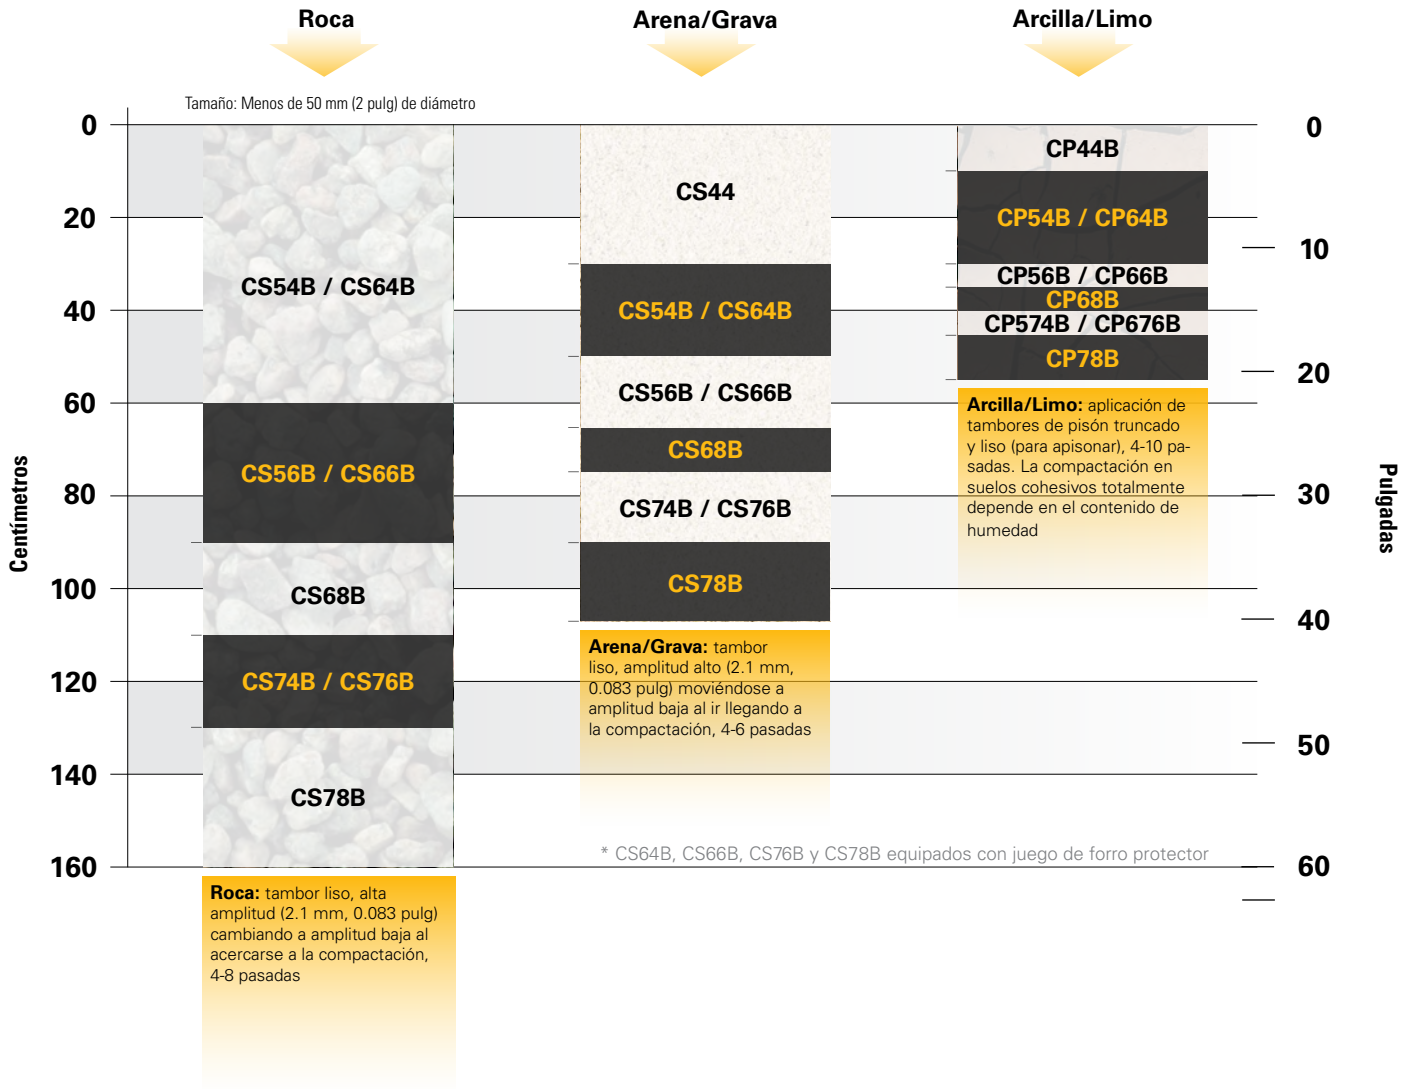 Roca
Arena/Grava
Arcilla/Limo
Tamaño: Menos de 50 mm (2 pulg) de diámetro
Centímetros
0
20
40
60
80
100
120
140
160
CS54B / CS64B
CS56B / CS66B
CS68B
CS74B / CS76B
CS78B
Roca: tambor liso, alta
amplitud (2.1 mm, 0.083 pulg)
cambiando a amplitud baja al
acercarse a la compactación,
4-8 pasadas
CS44
CS54B / CS64B
CS56B / CS66B
CS68B
CS74B / CS76B
CS78B
Arena/Grava: tambor
liso, amplitud alto (2.1 mm,
0.083 pulg) moviéndose a
amplitud baja al ir llegando a
la compactación, 4-6 pasadas
CP44B
CP54B / CP64B
CP56B / CP66B
CP68B
CP574B / CP676B
CP78B
Arcilla/Limo: aplicación de
tambores de pisón truncado
y liso (para apisonar), 4-10 pa-
sadas. La compactación en
suelos cohesivos totalmente
depende en el contenido de
humedad
0
10
20
30
40
50
60
Pulgadas
* CS64B, CS66B, CS76B y CS78B equipados con juego de forro protector